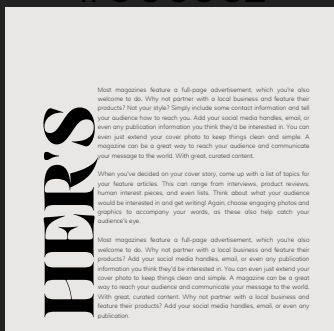 HER'S
Most magazines feature a full-page advertisement, which you're also
welcome to do. Why not partner with a local business and feature their
products? Not your style? Simply include some contact information and tell
your audience how to reach you. Add your social media handles, email, or
even any publication information you think they'd be interested in. You can
even just extend your cover photo to keep things clean and simple. A
magazine can be a great way to reach your audience and communicate
your message to the world. With great, curated content.
When you've decided on your cover story, come up with a list of topics for
your feature articles. This can range from interviews, product reviews,
human interest pieces, and even lists. Think about what your audience
would be interested in and get writing! Again, choose engaging photos and
graphics to accompany your words, as these also help catch your
audience's eye.
Most magazines feature a full-page advertisement, which you're also
welcome to do. Why not partner with a local business and feature their
products? Add your social media handles, email, or even any publication
information you think they'd be interested in. You can even just extend your
cover photo to keep things clean and simple. A magazine can be a great
way to reach your audience and communicate your message to the world.
With great, curated content. Why not partner with a local business and
feature their products? Add your social media handles, email, or even any
publication.